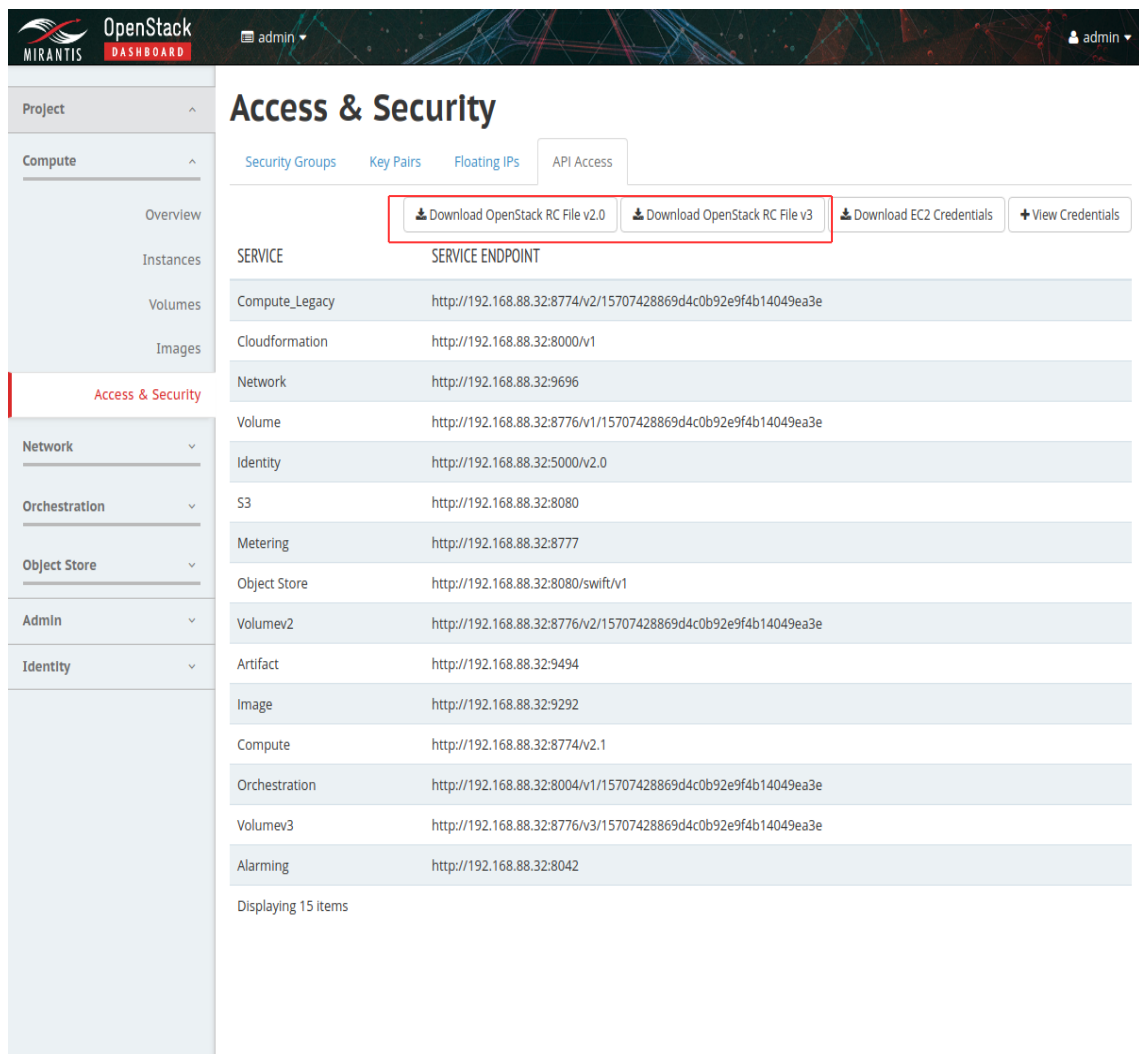 MIRANTIS OpenStack DASHBOARD admin admin
Project
Compute
Overview
Instances
Volumes
Images
Access & Security
Network
Orchestration
Object Store
Admin
Identity
Access & Security
Security Groups Key Pairs Floating IPs API Access
Download OpenStack RC File v2.0 Download OpenStack RC File v3 Download EC2 Credentials View Credentials
SERVICE SERVICE ENDPOINT
Compute_Legacy http://192.168.88.32:8774/v2/15707428869d4c0b92e9f4b14049ea3e
Cloudformation http://192.168.88.32:8000/v1
Network http://192.168.88.32:9696
Volume http://192.168.88.32:8776/v1/15707428869d4c0b92e9f4b14049ea3e
Identity http://192.168.88.32:5000/v2.0
S3 http://192.168.88.32:8080
Metering http://192.168.88.32:8777
Object Store http://192.168.88.32:8080/swift/v1
Volumev2 http://192.168.88.32:8776/v2/15707428869d4c0b92e9f4b14049ea3e
Artifact http://192.168.88.32:9494
Image http://192.168.88.32:9292
Compute http://192.168.88.32:8774/v2.1
Orchestration http://192.168.88.32:8004/v1/15707428869d4c0b92e9f4b14049ea3e
Volumev3 http://192.168.88.32:8776/v3/15707428869d4c0b92e9f4b14049ea3e
Alarming http://192.168.88.32:8042
Displaying 15 items